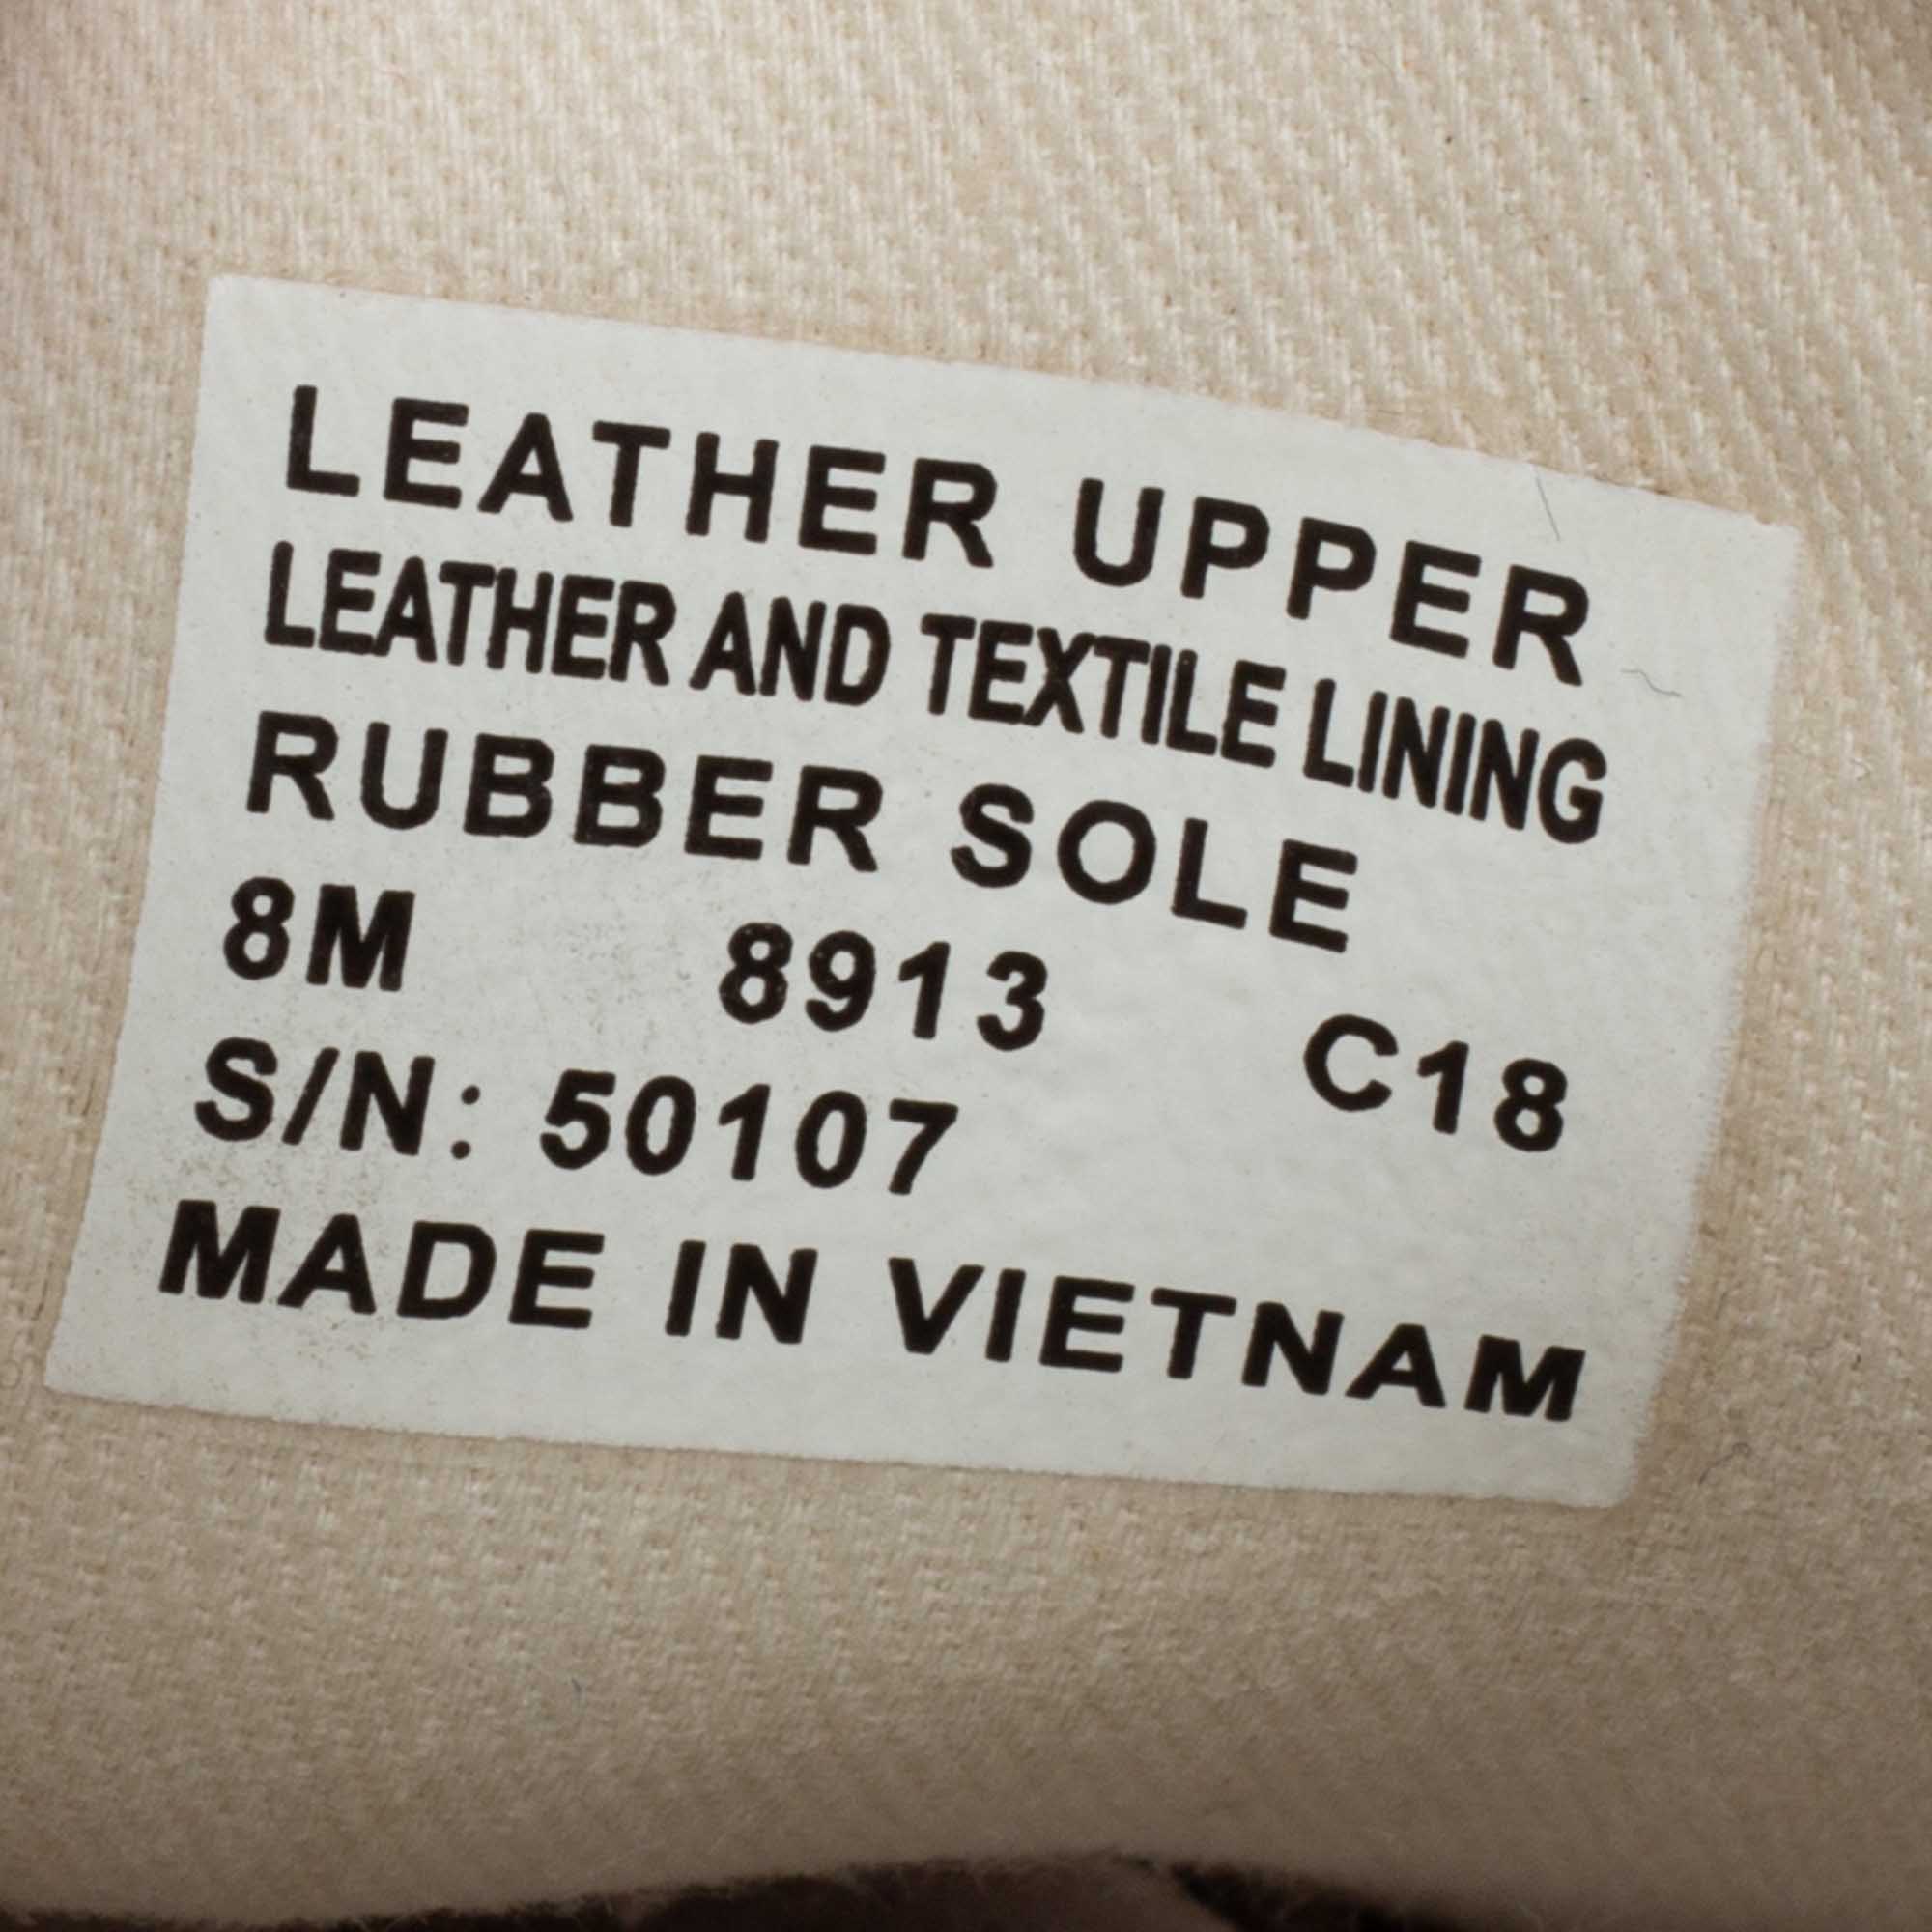 LEATHER UPPER
LEATHER AND TEXTILE LINING
RUBBER SOLE
8M 8913 C18
S/N: 50107
MADE IN VIETNAM